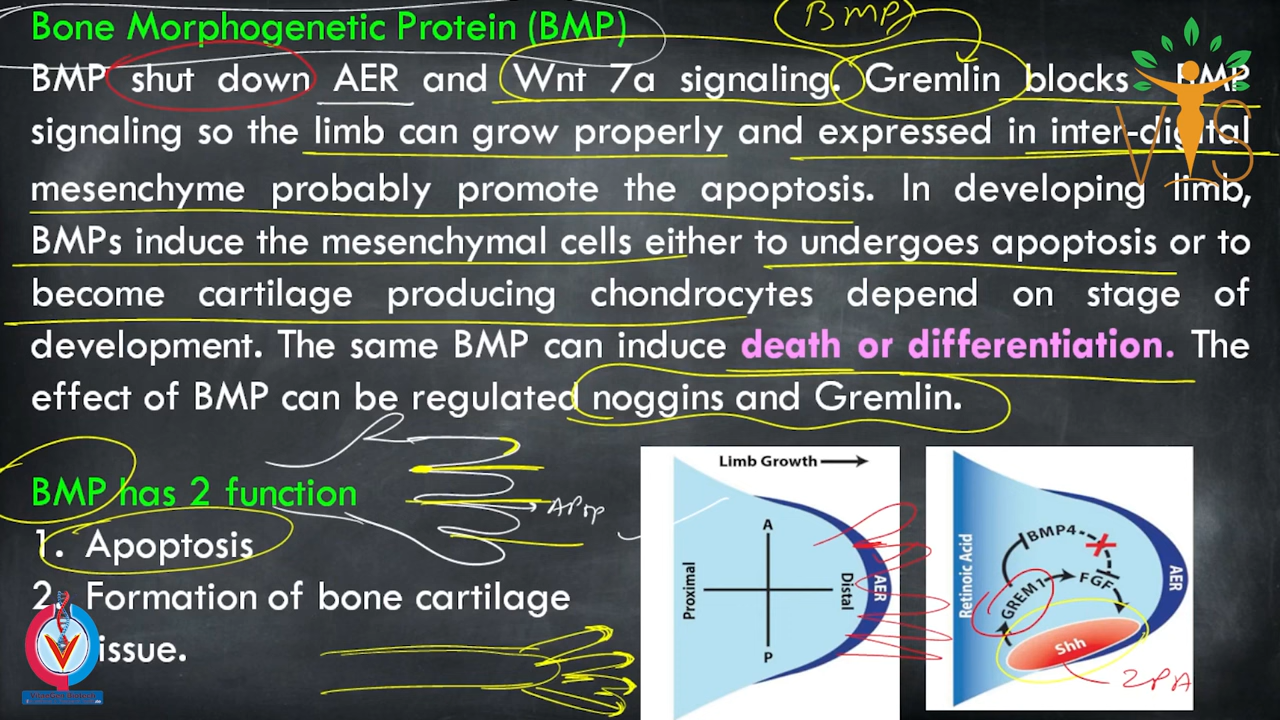 Bone Morphogenetic Protein (BMP)
BMP
BMP shut down AER and Wnt 7a signaling. Gremlin blocks BMP
signaling so the limb can grow properly and expressed in inter-digital
mesenchyme probably promote the apoptosis. In developing limb,
BMPs induce the mesenchymal cells either to undergoes apoptosis or to
become cartilage producing chondrocytes depend on stage of
development. The same BMP can induce death or differentiation. The
effect of BMP can be regulated noggins and Gremlin.
VIS
BMP has 2 function
1. Apoptosis
2. Formation of bone cartilage
tissue.
APop
Limb Growth
A
Proximal
Distal
AER
P
Retinoic Acid
BMP4
GREM1
FGF
AER
Shh
ZPA
V